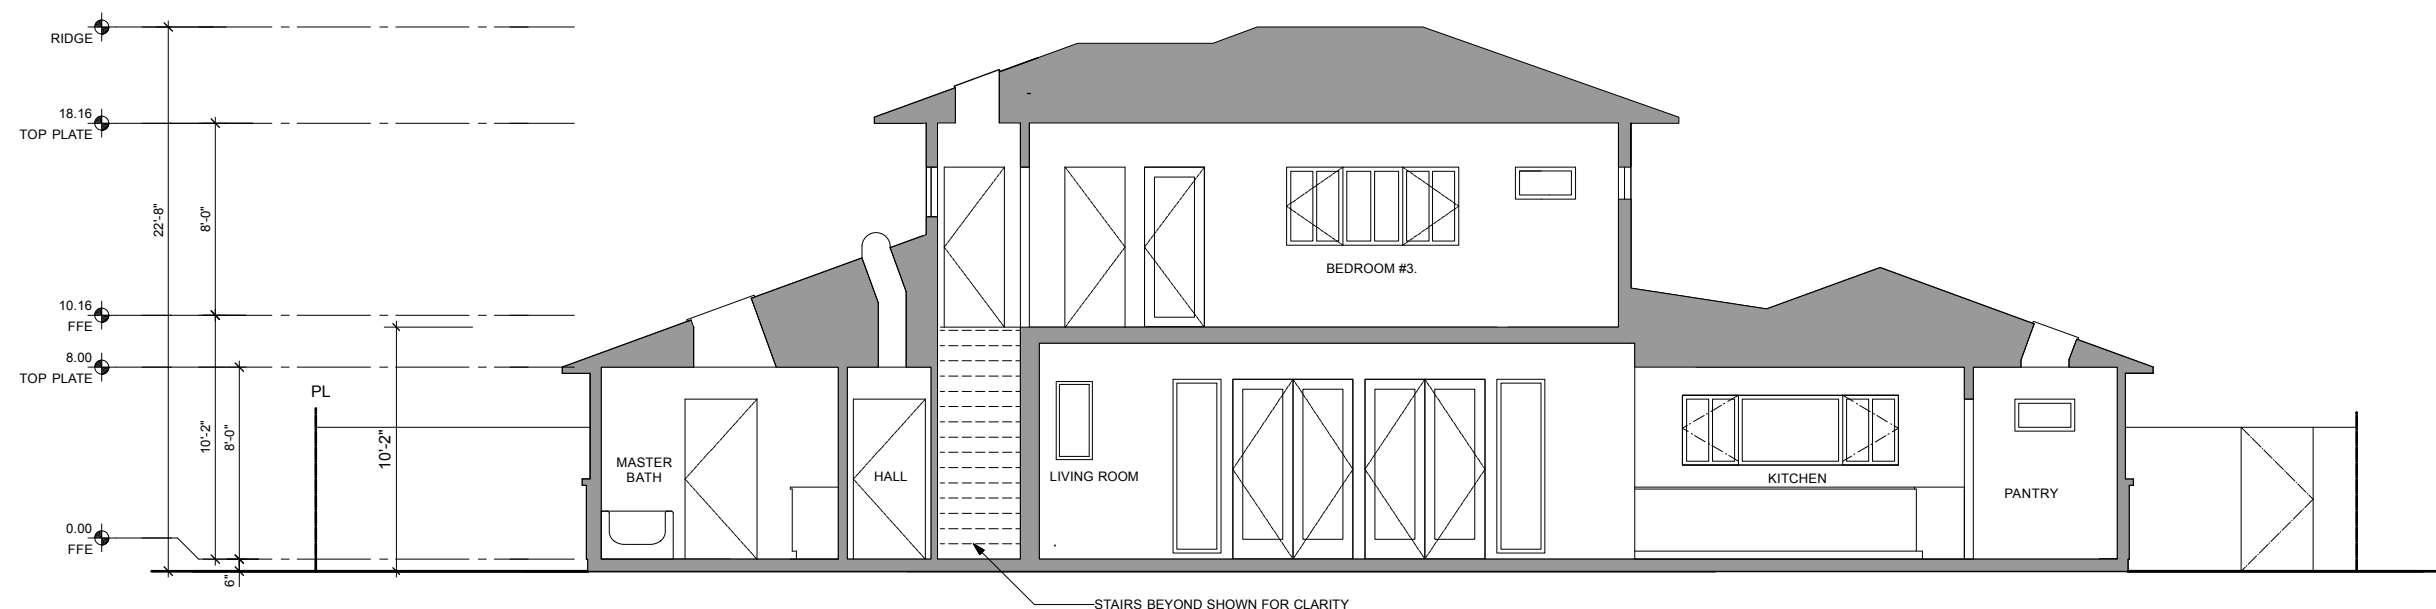 RIDGE
18.16
TOP PLATE
10.16
FFE
8.00
TOP PLATE
0.00
FFE
22'-8"
8'-0"
10'-2"
8'-0"
6"
PL
10'-2"
MASTER
BATH
HALL
BEDROOM #3.
LIVING ROOM
KITCHEN
PANTRY
STAIRS BEYOND SHOWN FOR CLARITY